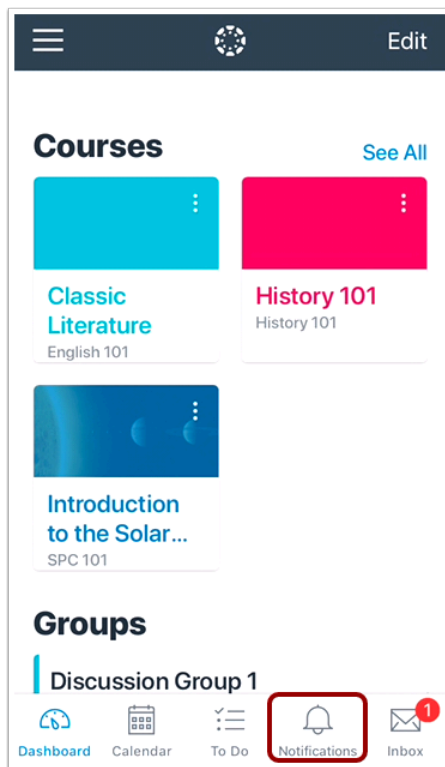 Edit
Courses
See All
Classic
Literature
English 101
History 101
History 101
Introduction
to the Solar...
SPC 101
Groups
Discussion Group 1
1
Dashboard
Calendar
To Do
Notifications
Inbox